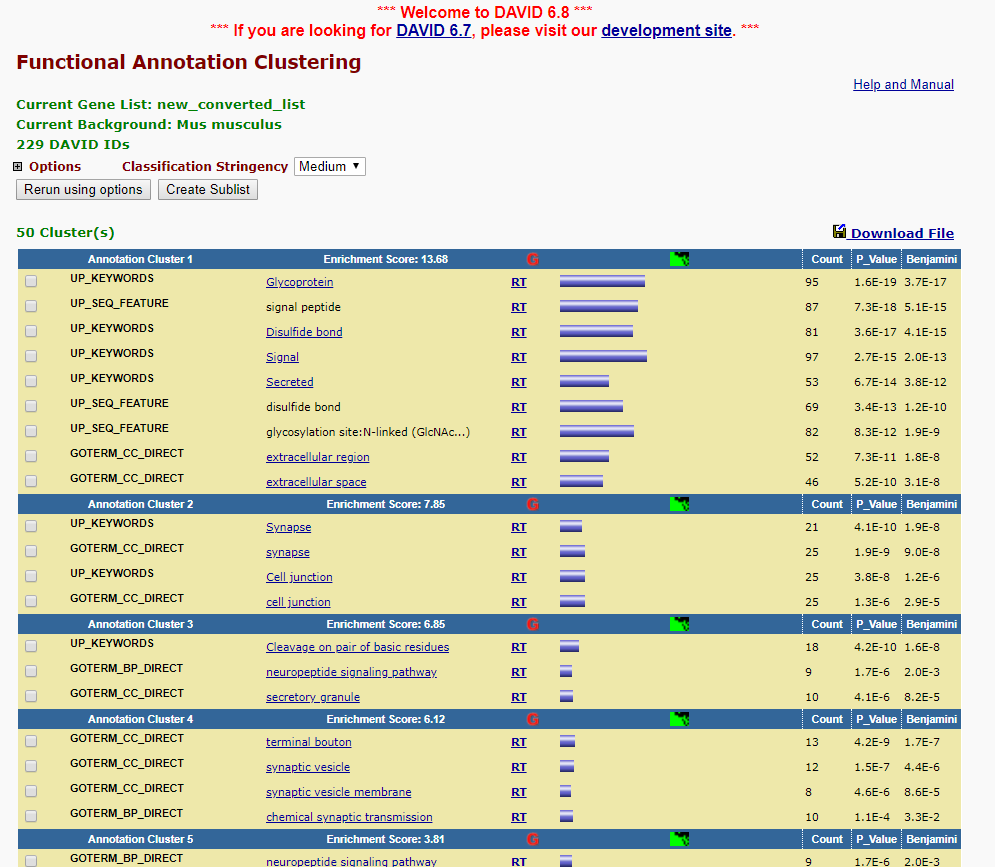 *** Welcome to DAVID 6.8 ***
*** If you are looking for DAVID 6.7, please visit our development site. ***
Functional Annotation Clustering
Help and Manual
Current Gene List: new_converted_list
Current Background: Mus musculus
229 DAVID IDs
Options Classification Stringency Medium
Rerun using options Create Sublist
50 Cluster(s) Download File
Annotation Cluster 1 Enrichment Score: 13.68 G Count P_Value Benjamini
UP_KEYWORDS Glycoprotein RT 95 1.6E-19 3.7E-17
UP_SEQ_FEATURE signal peptide RT 87 7.3E-18 5.1E-15
UP_KEYWORDS Disulfide bond RT 81 3.6E-17 4.1E-15
UP_KEYWORDS Signal RT 97 2.7E-15 2.0E-13
UP_KEYWORDS Secreted RT 53 6.7E-14 3.8E-12
UP_SEQ_FEATURE disulfide bond RT 69 3.4E-13 1.2E-10
UP_SEQ_FEATURE glycosylation site:N-linked (GlcNAc...) RT 82 8.3E-12 1.9E-9
GOTERM_CC_DIRECT extracellular region RT 52 7.3E-11 1.8E-8
GOTERM_CC_DIRECT extracellular space RT 46 5.2E-10 3.1E-8
Annotation Cluster 2 Enrichment Score: 7.85 G Count P_Value Benjamini
UP_KEYWORDS Synapse RT 21 4.1E-10 1.9E-8
GOTERM_CC_DIRECT synapse RT 25 1.9E-9 9.0E-8
UP_KEYWORDS Cell junction RT 25 3.8E-8 1.2E-6
GOTERM_CC_DIRECT cell junction RT 25 1.3E-6 2.9E-5
Annotation Cluster 3 Enrichment Score: 6.85 G Count P_Value Benjamini
UP_KEYWORDS Cleavage on pair of basic residues RT 18 4.2E-10 1.6E-8
GOTERM_BP_DIRECT neuropeptide signaling pathway RT 9 1.7E-6 2.0E-3
GOTERM_CC_DIRECT secretory granule RT 10 4.1E-6 8.2E-5
Annotation Cluster 4 Enrichment Score: 6.12 G Count P_Value Benjamini
GOTERM_CC_DIRECT terminal bouton RT 13 4.2E-9 1.7E-7
GOTERM_CC_DIRECT synaptic vesicle RT 12 1.5E-7 4.4E-6
GOTERM_CC_DIRECT synaptic vesicle membrane RT 8 4.6E-6 8.6E-5
GOTERM_BP_DIRECT chemical synaptic transmission RT 10 1.1E-4 3.3E-2
Annotation Cluster 5 Enrichment Score: 3.81 G Count P_Value Benjamini
GOTERM_BP_DIRECT neuropeptide signaling pathway RT 9 1.7E-6 2.0E-3